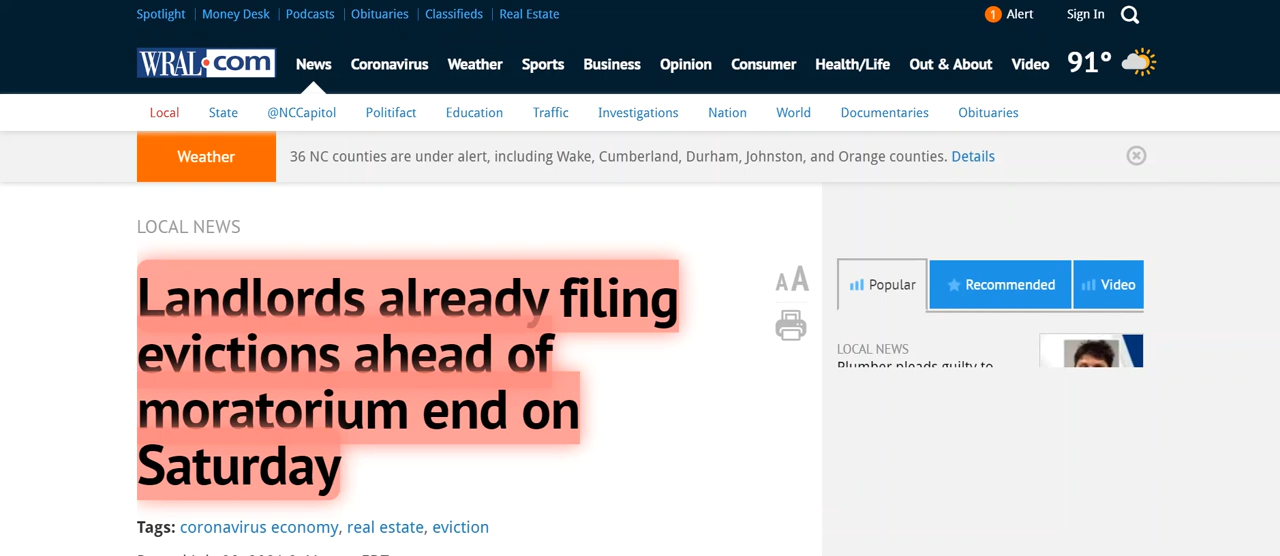 Spotlight Money Desk Podcasts Obituaries Classifieds Real Estate
1 Alert Sign In
WRAL.com News Coronavirus Weather Sports Business Opinion Consumer Health/Life Out & About Video 91°
Local State @NCCapitol Politifact Education Traffic Investigations Nation World Documentaries Obituaries
Weather 36 NC counties are under alert, including Wake, Cumberland, Durham, Johnston, and Orange counties. Details
LOCAL NEWS
Landlords already filing
evictions ahead of
moratorium end on
Saturday
AA
Tags: coronavirus economy, real estate, eviction
Popular Recommended Video
LOCAL NEWS
Plumber pleads guilty to